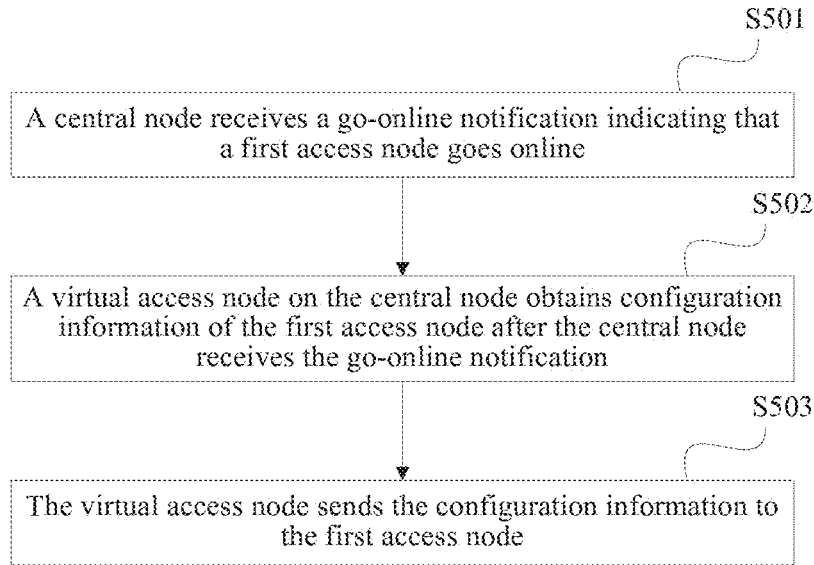 S501
A central node receives a go-online notification indicating that
a first access node goes online
S502
A virtual access node on the central node obtains configuration
information of the first access node after the central node
receives the go-online notification
S503
The virtual access node sends the configuration information to
the first access node